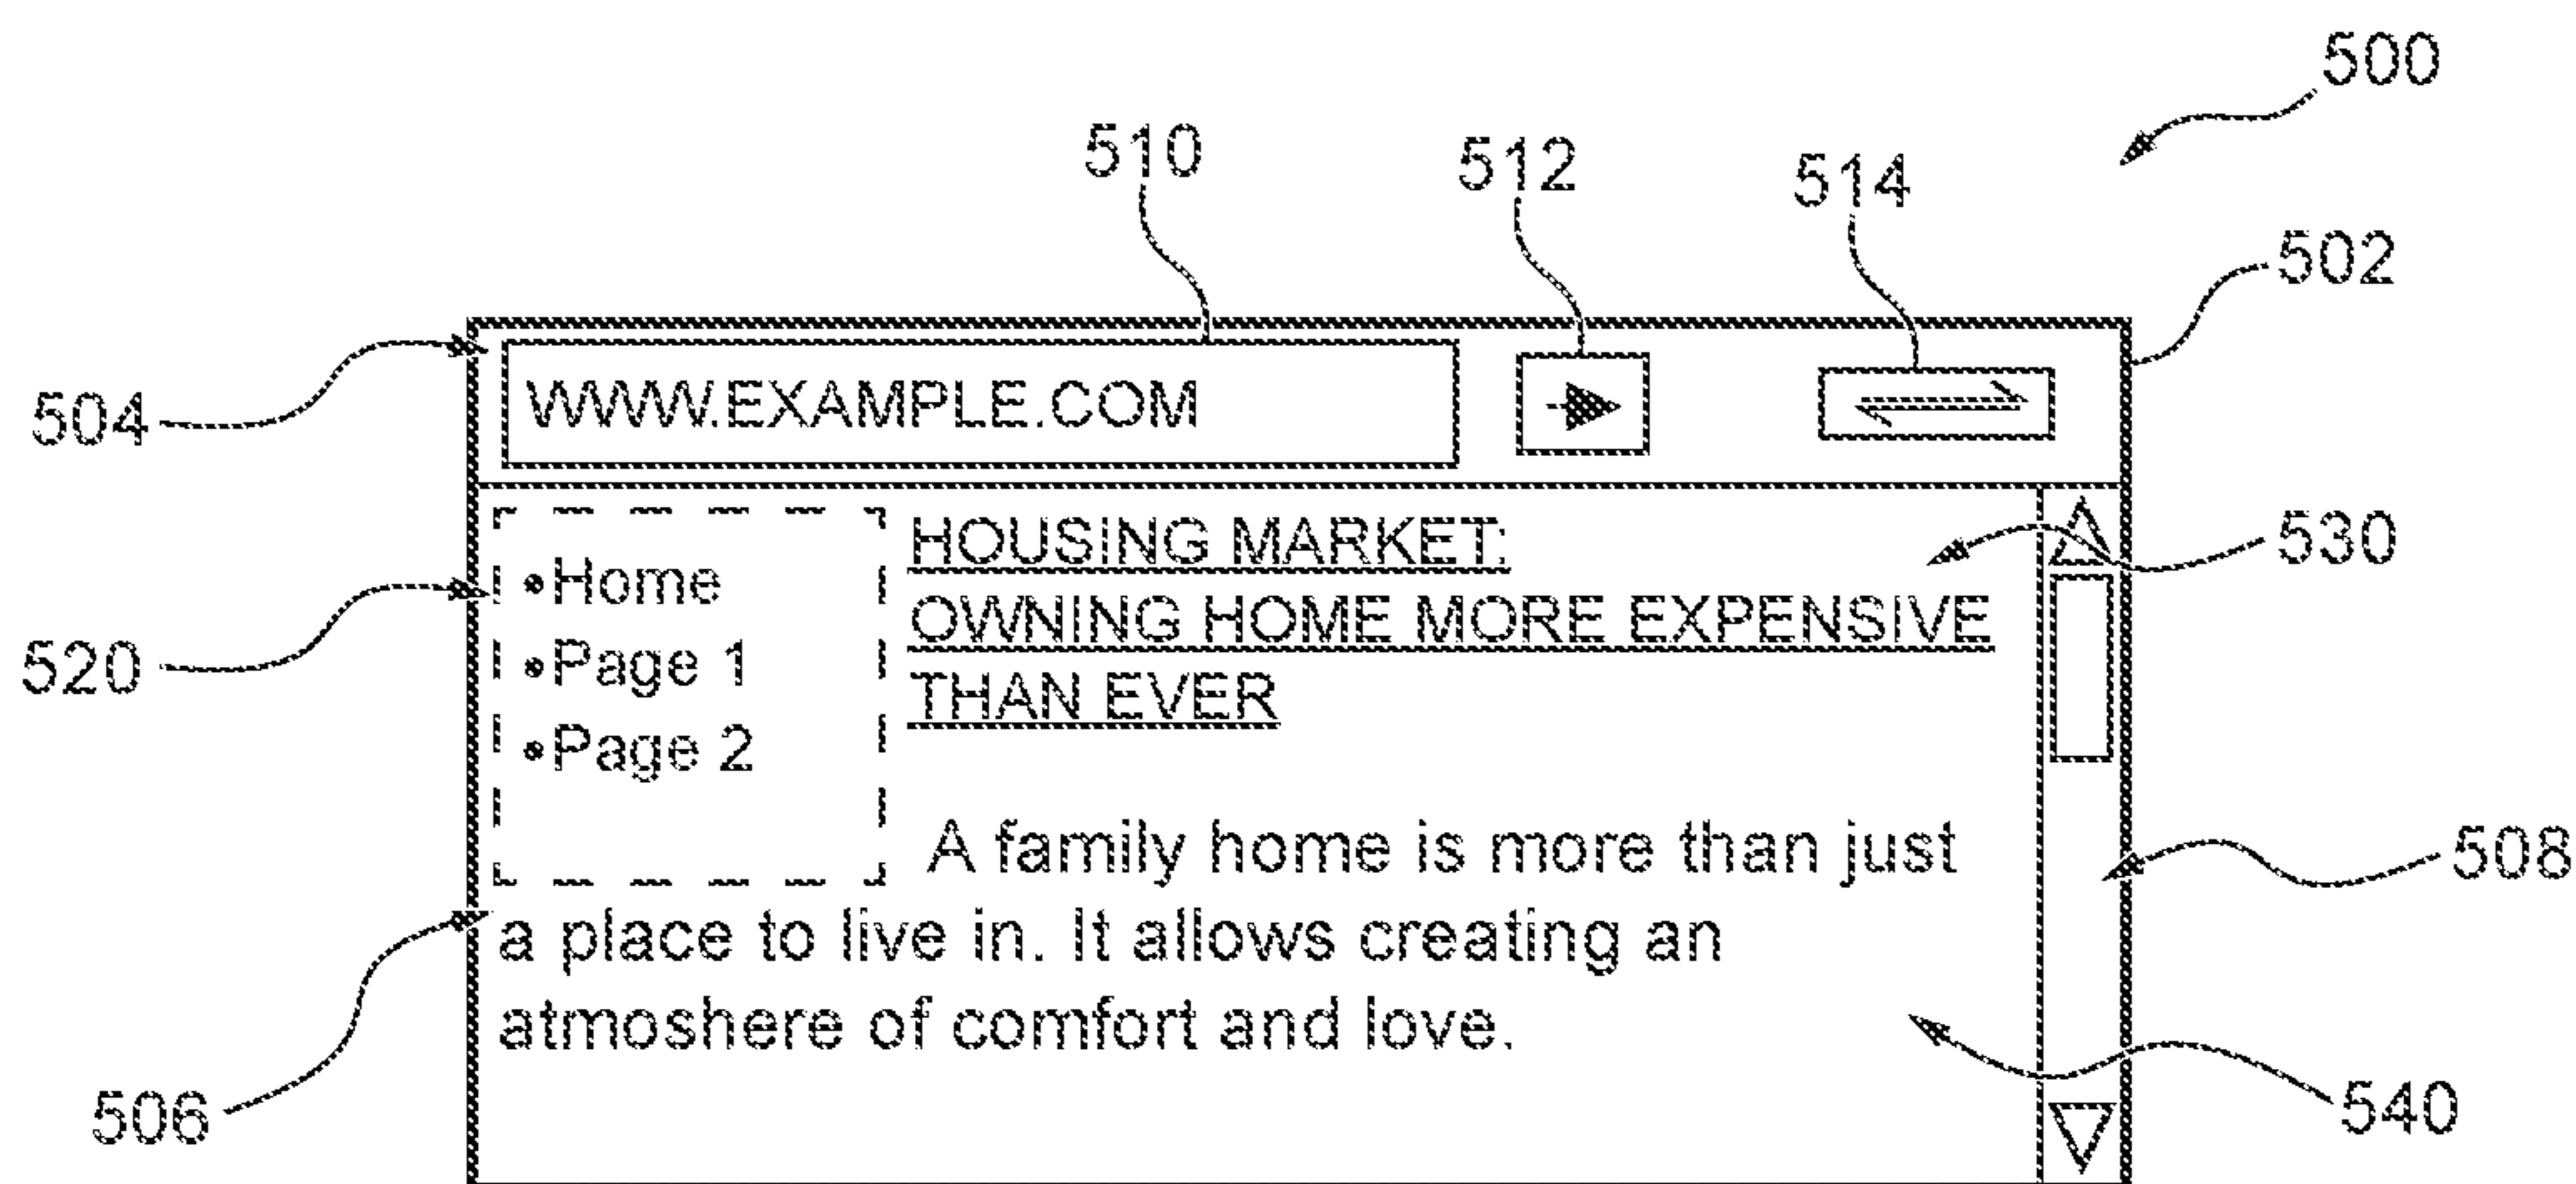 500
510
512
514
502
504
WWW.EXAMPLE.COM
HOUSING MARKET:
530
•Home
OWNING HOME MORE EXPENSIVE
520
•Page 1
THAN EVER
•Page 2
A family home is more than just
508
a place to live in. It allows creating an
atmoshere of comfort and love.
506
540